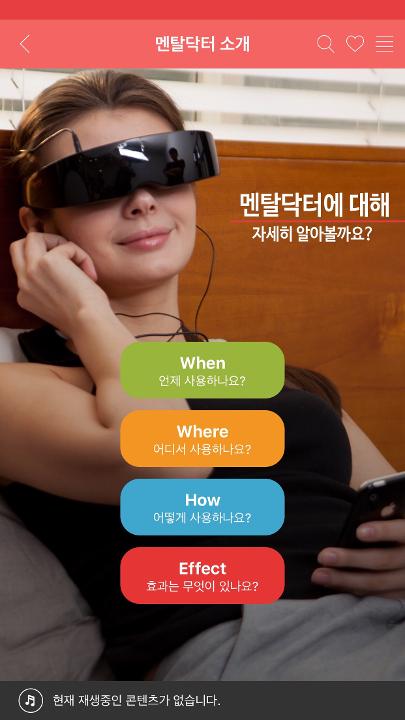 멘탈닥터 소개
멘탈닥터에 대해
자세히 알아볼까요?
When
언제 사용하나요?
Where
어디서 사용하나요?
How
어떻게 사용하나요?
Effect
효과는 무엇이 있나요?
현재 재생중인 콘텐츠가 없습니다.